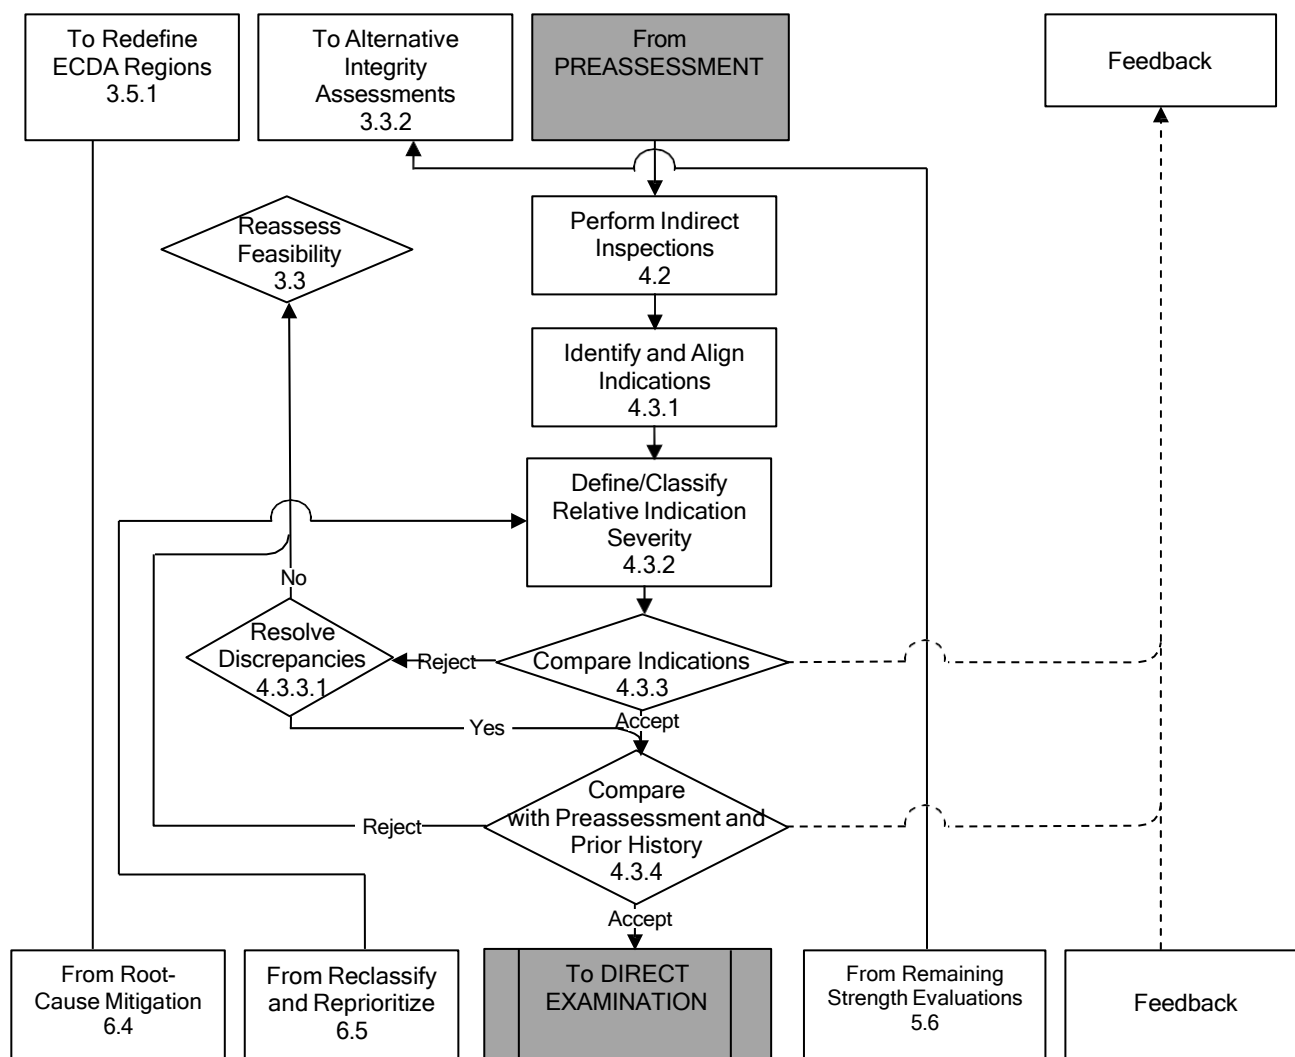 To Redefine
ECDA Regions
3.5.1
To Alternative
Integrity
Assessments
3.3.2
From
PREASSESSMENT
Feedback
Reassess
Feasibility
3.3
Perform Indirect
Inspections
4.2
Identify and Align
Indications
4.3.1
Define/Classify
Relative Indication
Severity
4.3.2
No
Resolve
Discrepancies
4.3.3.1
Reject
Compare Indications
4.3.3
Accept
Yes
Compare
with Preassessment and
Prior History
4.3.4
Reject
Accept
From Root-
Cause Mitigation
6.4
From Reclassify
and Reprioritize
6.5
To DIRECT
EXAMINATION
From Remaining
Strength Evaluations
5.6
Feedback